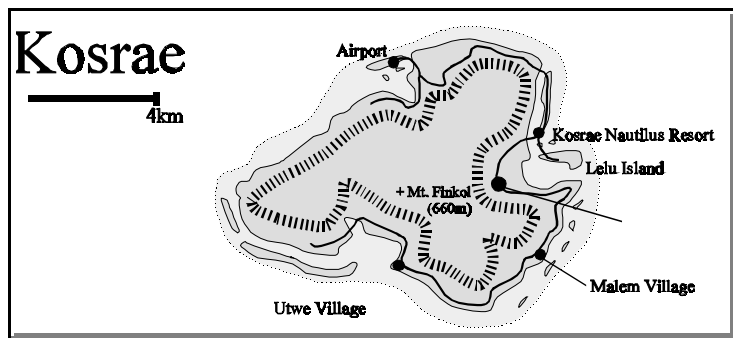 Kosrae
4km
Airport
Kosrae Nautilus Resort
Lelu Island
+ Mt. Finkol
(660m)
Malem Village
Utwe Village